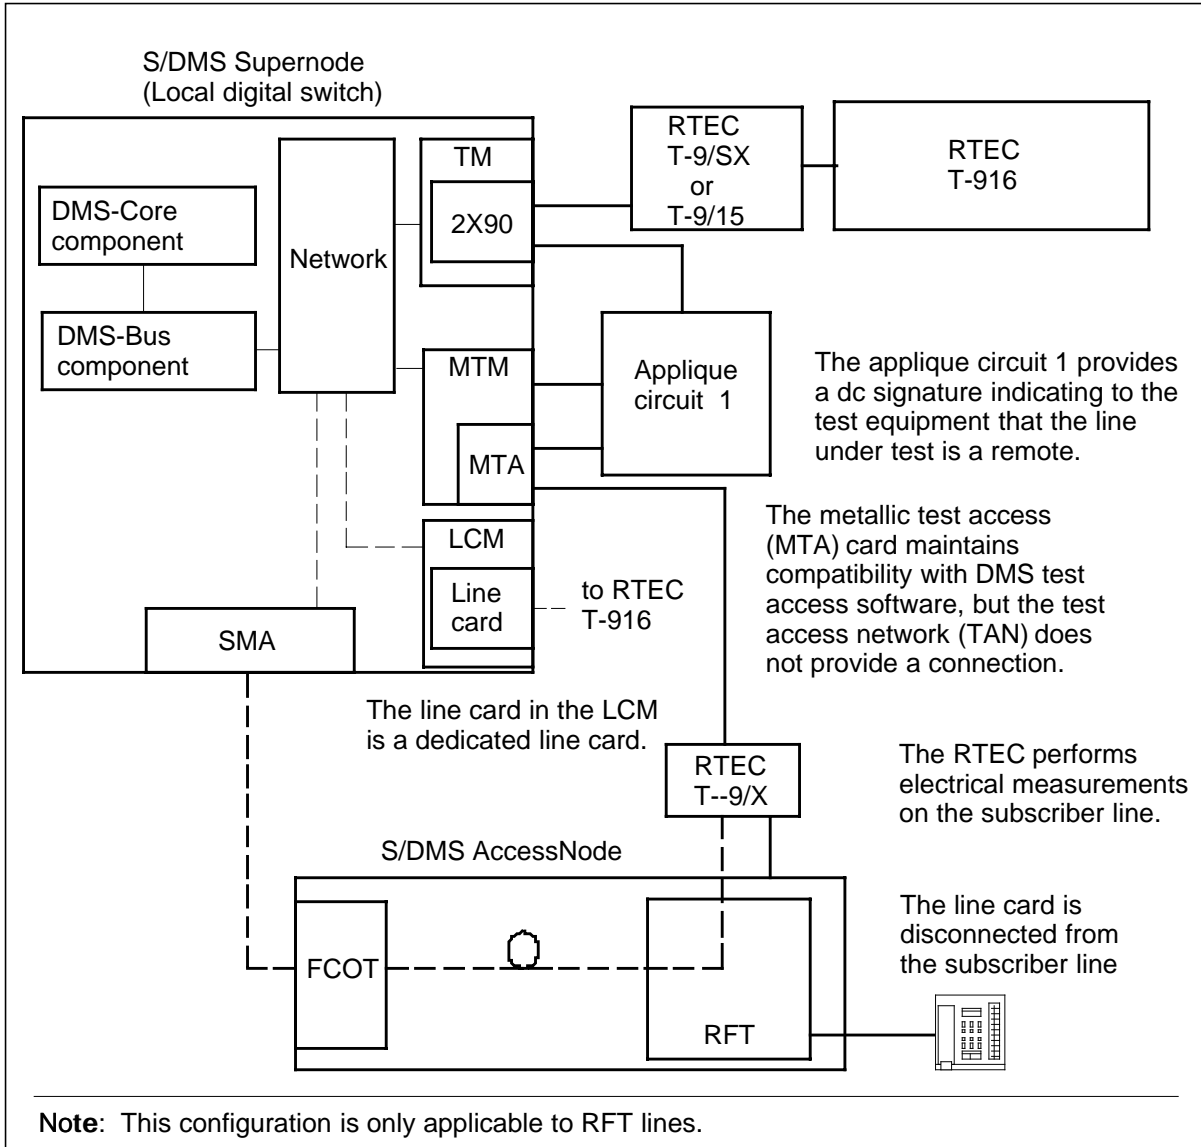 S/DMS Supernode
(Local digital switch)
TM
2X90
RTEC
T-9/SX
or
T-9/15
RTEC
T-916
DMS-Core
component
Network
DMS-Bus
component
MTM
MTA
Applique
circuit 1
The applique circuit 1 provides
a dc signature indicating to the
test equipment that the line
under test is a remote.
LCM
Line
card
to RTEC
T-916
The metallic test access
(MTA) card maintains
compatibility with DMS test
access software, but the test
access network (TAN) does
not provide a connection.
SMA
The line card in the LCM
is a dedicated line card.
RTEC
T--9/X
The RTEC performs
electrical measurements
on the subscriber line.
S/DMS AccessNode
FCOT
RFT
The line card is
disconnected from
the subscriber line
Note: This configuration is only applicable to RFT lines.